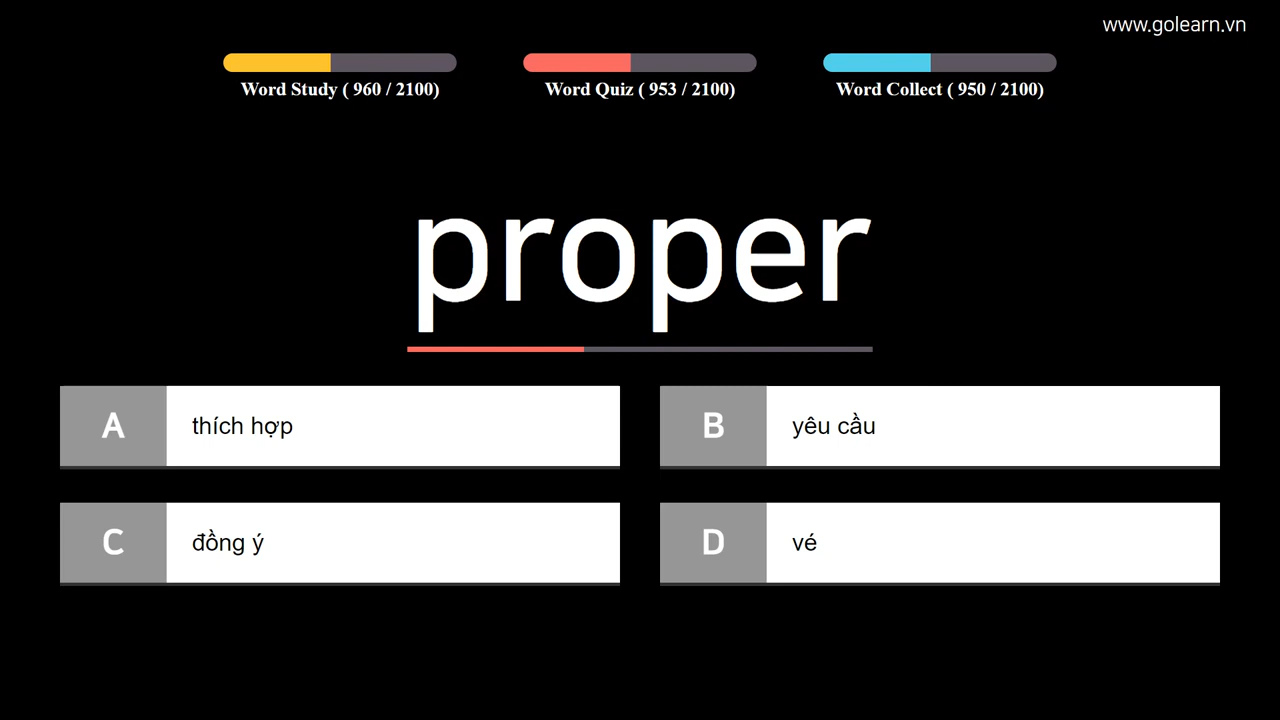 www.golearn.vn
Word Study ( 960 / 2100)
Word Quiz ( 953 / 2100)
Word Collect ( 950 / 2100)
proper
A thích hợp
B yêu cầu
C đồng ý
D vé